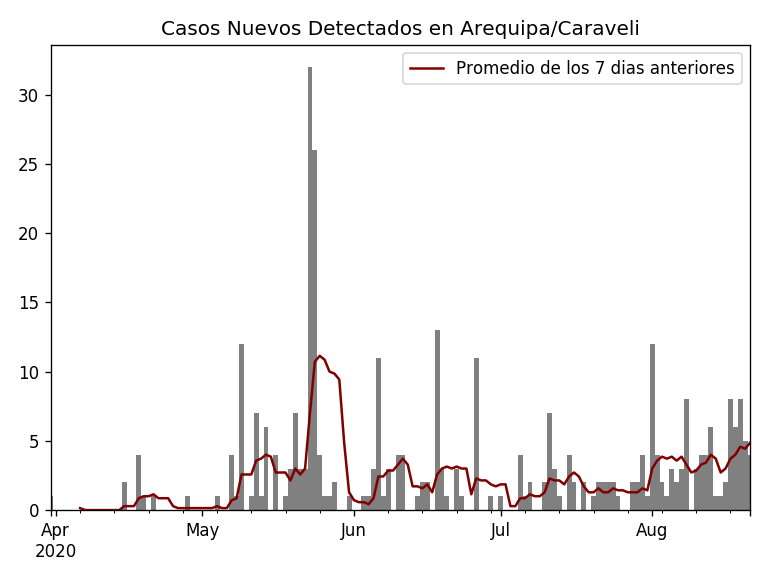 Casos Nuevos Detectados en Arequipa/Caraveli
Promedio de los 7 dias anteriores
30
25
20
15
10
5
0
Apr May Jun Jul Aug
2020